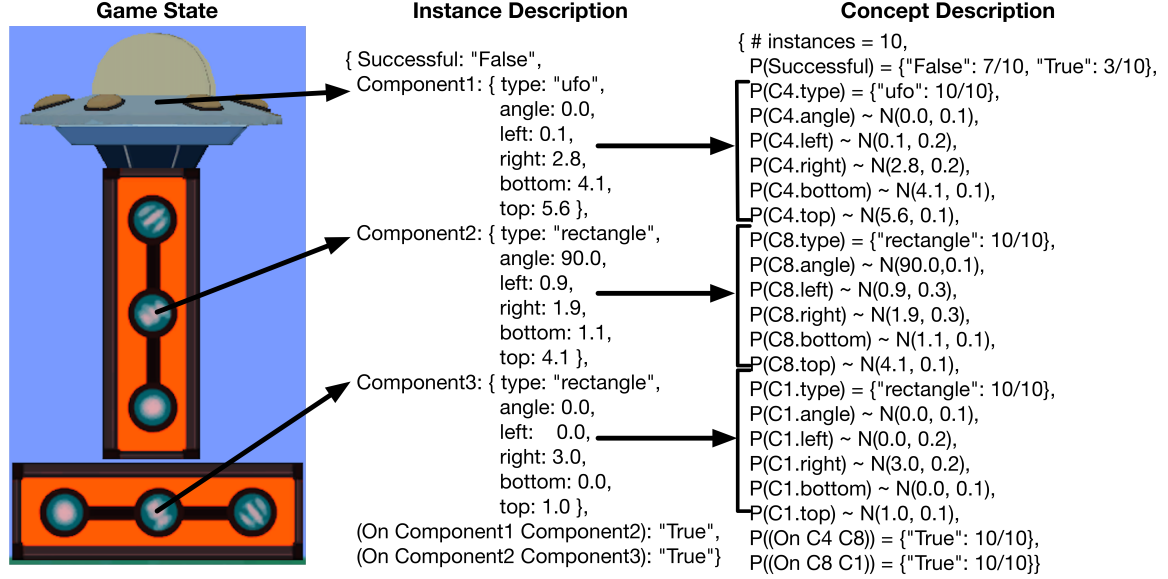 Game State
Instance Description
Concept Description
{ Successful: "False",
Component1: { type: "ufo",
angle: 0.0,
left: 0.1,
right: 2.8,
bottom: 4.1,
top: 5.6 },
Component2: { type: "rectangle",
angle: 90.0,
left: 0.9,
right: 1.9,
bottom: 1.1,
top: 4.1 },
Component3: { type: "rectangle",
angle: 0.0,
left: 0.0,
right: 3.0,
bottom: 0.0,
top: 1.0 },
(On Component1 Component2): "True",
(On Component2 Component3): "True"}
{ # instances = 10,
P(Successful) = {"False": 7/10, "True": 3/10},
P(C4.type) = {"ufo": 10/10},
P(C4.angle) ~ N(0.0, 0.1),
P(C4.left) ~ N(0.1, 0.2),
P(C4.right) ~ N(2.8, 0.2),
P(C4.bottom) ~ N(4.1, 0.1),
P(C4.top) ~ N(5.6, 0.1),
P(C8.type) = {"rectangle": 10/10},
P(C8.angle) ~ N(90.0,0.1),
P(C8.left) ~ N(0.9, 0.3),
P(C8.right) ~ N(1.9, 0.3),
P(C8.bottom) ~ N(1.1, 0.1),
P(C8.top) ~ N(4.1, 0.1),
P(C1.type) = {"rectangle": 10/10},
P(C1.angle) ~ N(0.0, 0.1),
P(C1.left) ~ N(0.0, 0.2),
P(C1.right) ~ N(3.0, 0.2),
P(C1.bottom) ~ N(0.0, 0.1),
P(C1.top) ~ N(1.0, 0.1),
P((On C4 C8)) = {"True": 10/10},
P((On C8 C1)) = {"True": 10/10}}